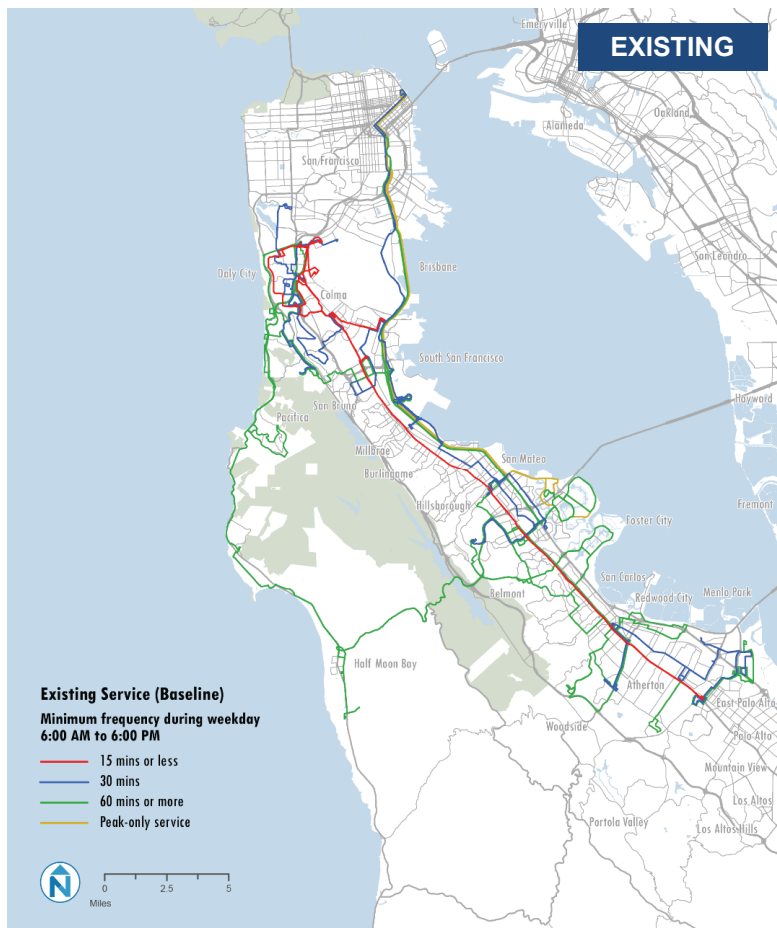 EXISTING
Emeryville
Oakland
Alameda
San Francisco
San Leandro
Daly City
Brisbane
Colma
South San Francisco
Hayward
San Bruno
Pacifica
Millbrae
San Mateo
Burlingame
Hillsborough
Fremont
Foster City
San Carlos
Belmont
Redwood City
Menlo Park
Half Moon Bay
Atherton
East Palo Alto
Woodside
Palo Alto
Mountain View
Los Altos
Portola Valley
Los Altos Hills
Existing Service (Baseline)
Minimum frequency during weekday
6:00 AM to 6:00 PM
15 mins or less
30 mins
60 mins or more
Peak-only service
N
0 2.5 5
Miles